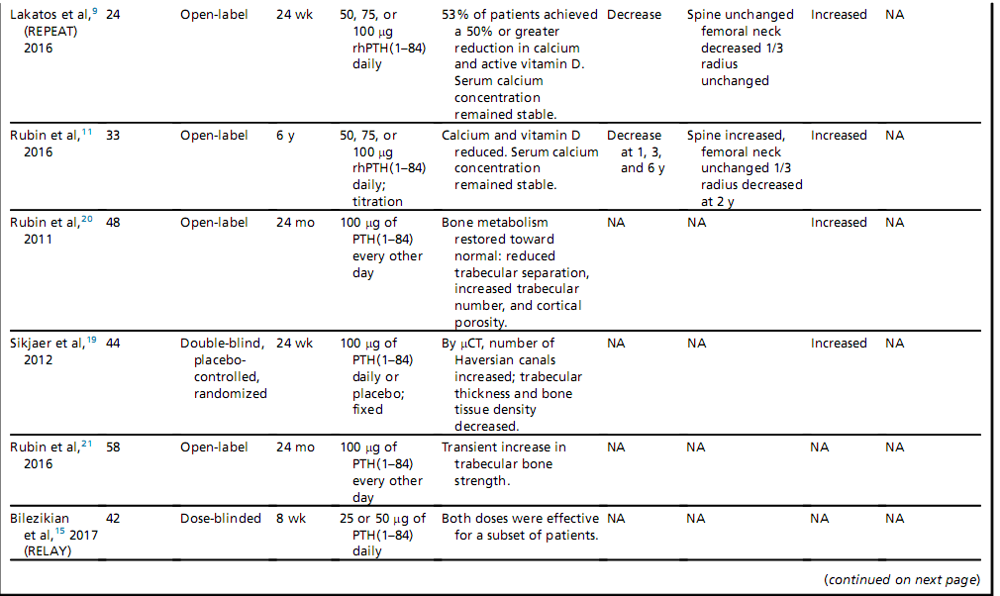 Lakatos et al,9 24 Open-label 24 wk 50, 75, or 53% of patients achieved Decrease Spine unchanged Increased NA
(REPEAT) 100 μg a 50% or greater femoral neck
2016 rhPTH(1–84) reduction in calcium decreased 1/3
daily and active vitamin D. radius
Serum calcium unchanged
concentration
remained stable.
Rubin et al,11 33 Open-label 6 y 50, 75, or Calcium and vitamin D Decrease Spine increased, Increased NA
2016 100 μg reduced. Serum calcium at 1, 3, femoral neck
rhPTH(1–84) concentration and 6 y unchanged 1/3
daily; remained stable. radius decreased
titration at 2 y
Rubin et al,20 48 Open-label 24 mo 100 μg of Bone metabolism NA NA Increased NA
2011 PTH(1–84) restored toward
every other normal: reduced
day trabecular separation,
increased trabecular
number, and cortical
porosity.
Sikjaer et al,19 44 Double-blind, 24 wk 100 μg of By μCT, number of NA NA Increased NA
2012 placebo- PTH(1–84) Haversian canals
controlled, daily or increased; trabecular
randomized placebo; thickness and bone
fixed tissue density
decreased.
Rubin et al,21 58 Open-label 24 mo 100 μg of Transient increase in NA NA NA NA
2016 PTH(1–84) trabecular bone
every other strength.
day
Bilezikian 42 Dose-blinded 8 wk 25 or 50 μg of Both doses were effective NA NA NA NA
et al,15 2017 PTH(1–84) for a subset of patients.
(RELAY) daily
(continued on next page)